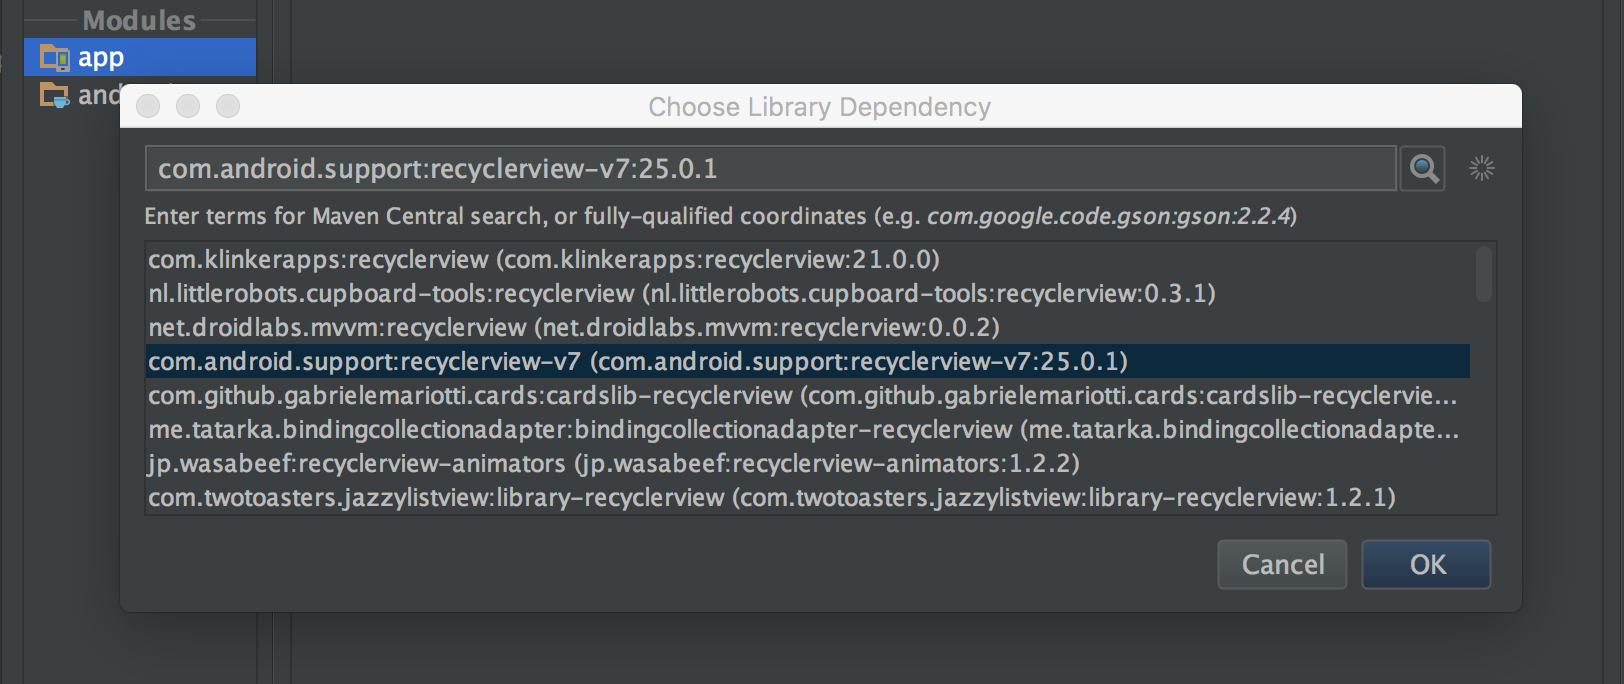 Modules
app
Choose Library Dependency
com.android.support:recyclerview-v7:25.0.1
Enter terms for Maven Central search, or fully-qualified coordinates (e.g. com.google.code.gson:gson:2.2.4)
com.klinkerapps:recyclerview (com.klinkerapps:recyclerview:21.0.0)
nl.littlerobots.cupboard-tools:recyclerview (nl.littlerobots.cupboard-tools:recyclerview:0.3.1)
net.droidlabs.mvvm:recyclerview (net.droidlabs.mvvm:recyclerview:0.0.2)
com.android.support:recyclerview-v7 (com.android.support:recyclerview-v7:25.0.1)
com.github.gabrielemariotti.cards:cardslib-recyclerview (com.github.gabrielemariotti.cards:cardslib-recyclervie...
me.tatarka.bindingcollectionadapter:bindingcollectionadapter-recyclerview (me.tatarka.bindingcollectionadapte...
jp.wasabeef:recyclerview-animators (jp.wasabeef:recyclerview-animators:1.2.2)
com.twotoasters.jazzylistview:library-recyclerview (com.twotoasters.jazzylistview:library-recyclerview:1.2.1)
Cancel
OK